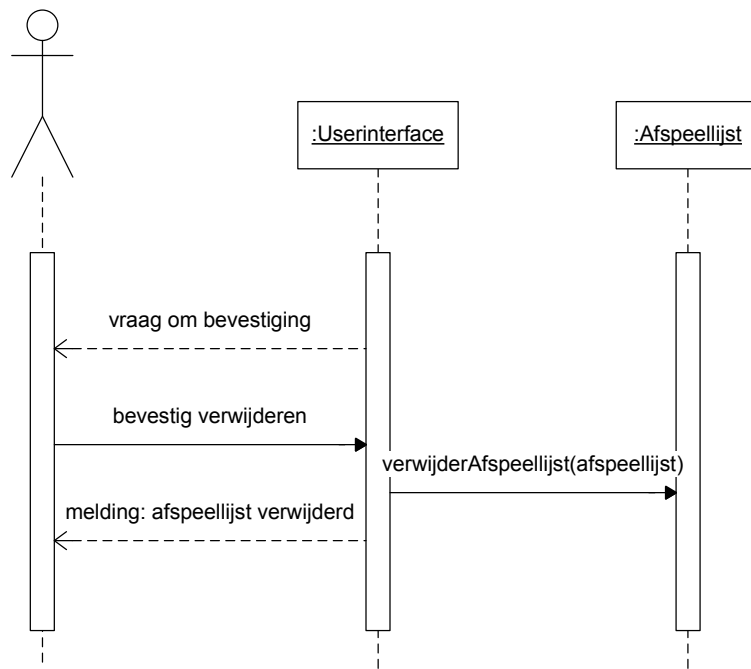 :Userinterface
:Afspeellijst
vraag om bevestiging
bevestig verwijderen
verwijderAfspeellijst(afspeellijst)
melding: afspeellijst verwijderd